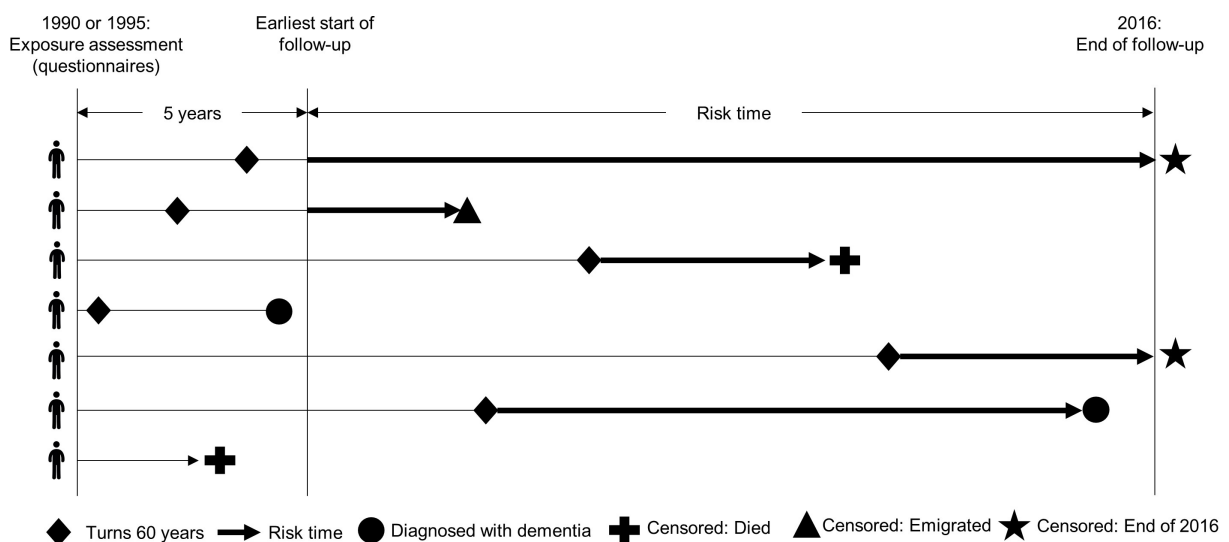 1990 or 1995:
Exposure assessment
(questionnaires)
Earliest start of
follow-up
2016:
End of follow-up
5 years
Risk time
Turns 60 years
Risk time
Diagnosed with dementia
Censored: Died
Censored: Emigrated
Censored: End of 2016